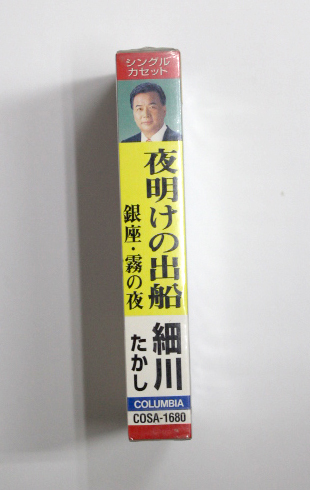 シングル
カセット
夜明けの出船
銀座・霧の夜
細川
たかし
COLUMBIA
COSA-1680